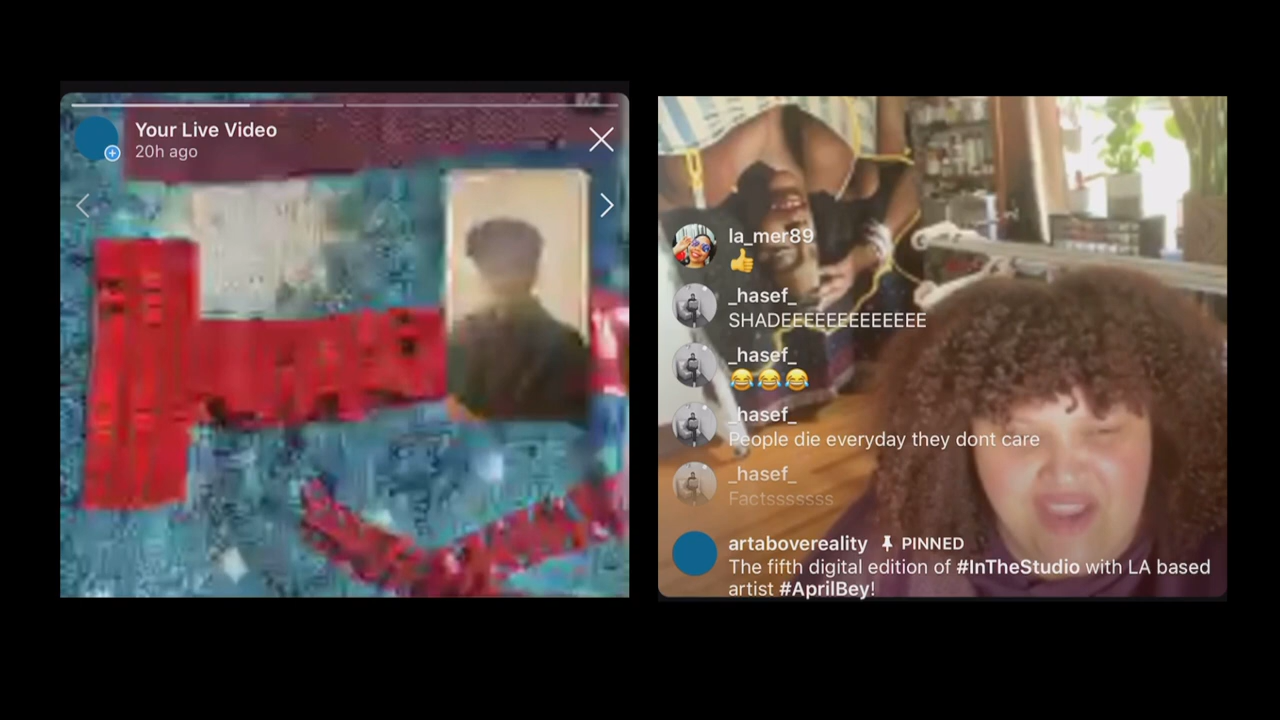 Your Live Video
20h ago
la_mer89
👍
_hasef_
SHADEEEEEEEEEEEEE
_hasef_
😂😂😂
_hasef_
People die everyday they dont care
_hasef_
Factsssssss
artabovereality 📌 PINNED
The fifth digital edition of #InTheStudio with LA based
artist #AprilBey!